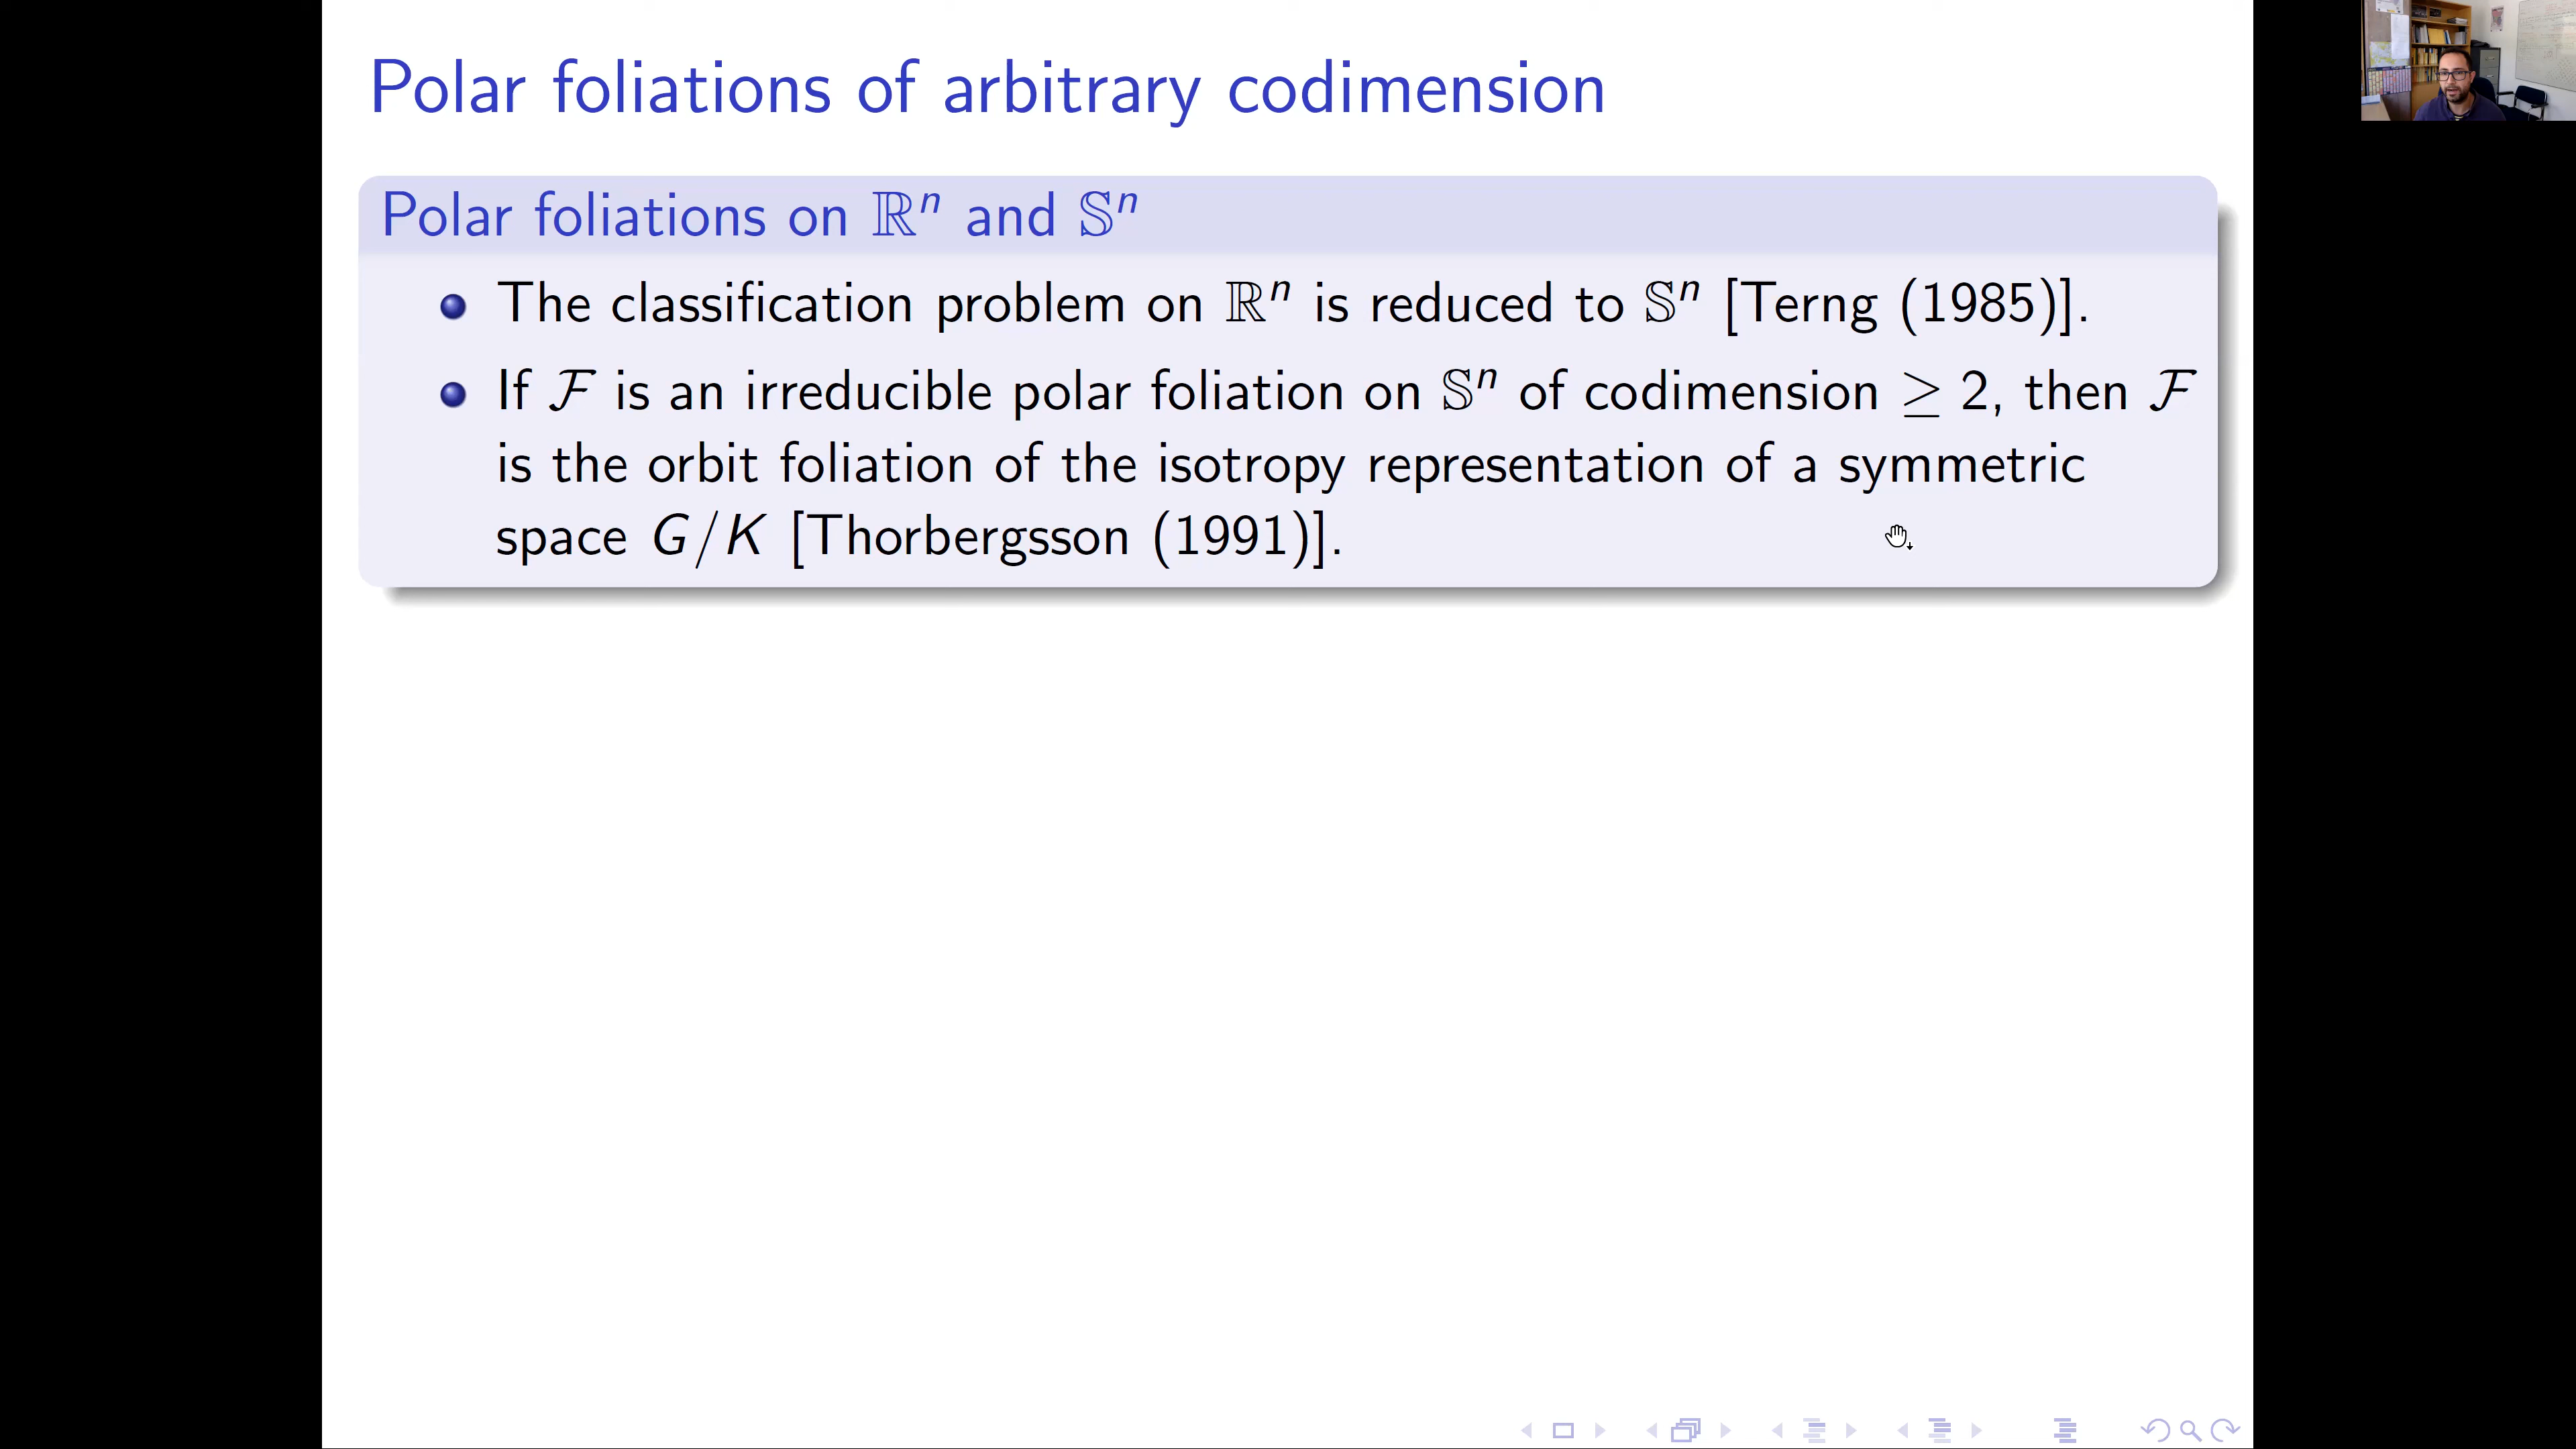 Polar foliations of arbitrary codimension
Polar foliations on ℝⁿ and 𝕊ⁿ
The classification problem on ℝⁿ is reduced to 𝕊ⁿ [Terng (1985)].
If ℱ is an irreducible polar foliation on 𝕊ⁿ of codimension ≥ 2, then ℱ
is the orbit foliation of the isotropy representation of a symmetric
space G/K [Thorbergsson (1991)].